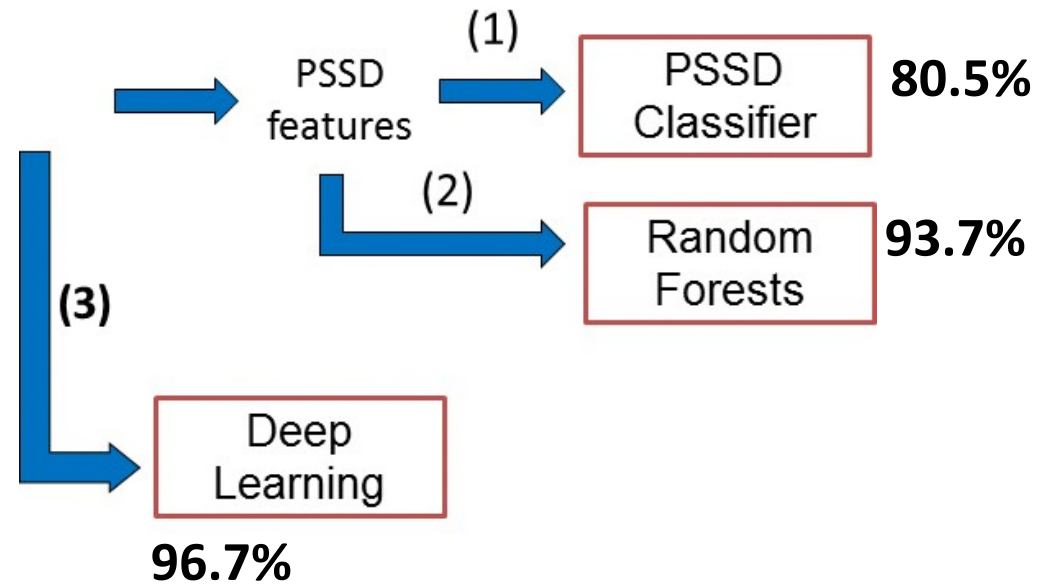 (1)
PSSD
features
PSSD
Classifier
80.5%
(2)
Random
Forests
93.7%
(3)
Deep
Learning
96.7%